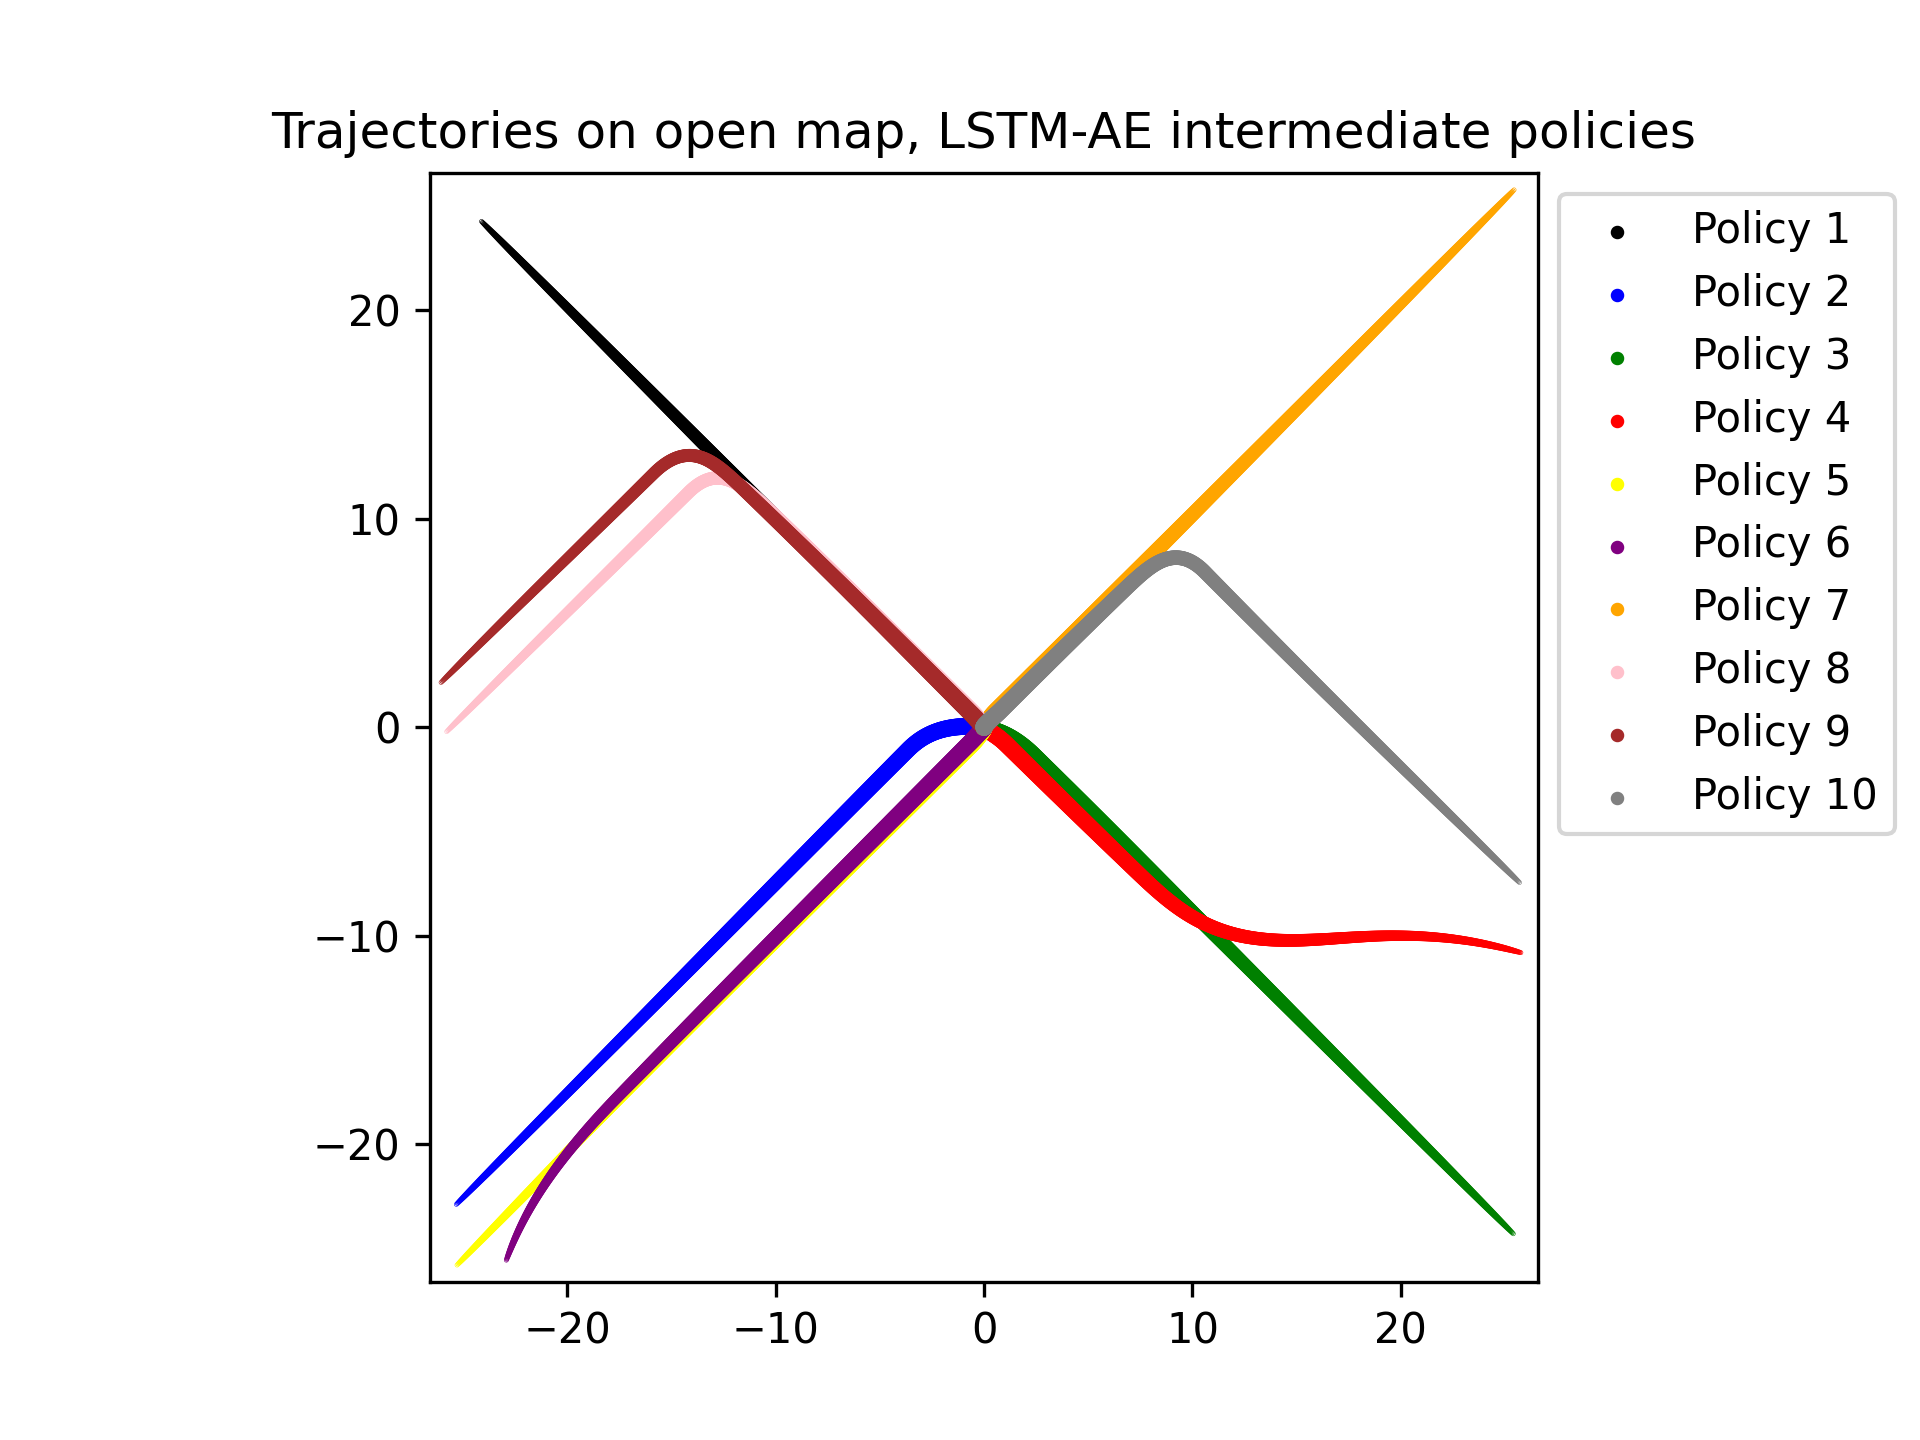 Trajectories on open map, LSTM-AE intermediate policies
20
10
0
−10
−20
−20
−10
0
10
20
Policy 1
Policy 2
Policy 3
Policy 4
Policy 5
Policy 6
Policy 7
Policy 8
Policy 9
Policy 10